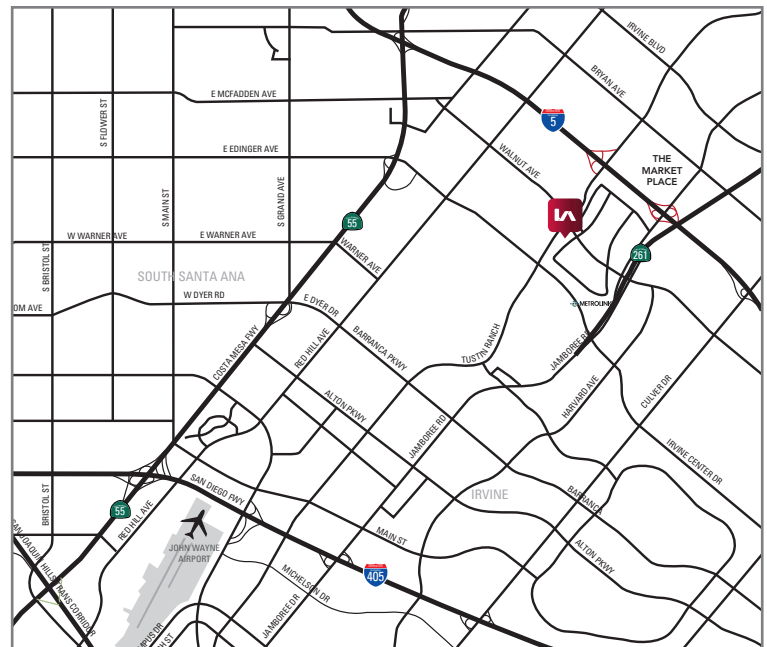 IRVINE BLVD
BRYAN AVE
E MCFADDEN AVE
S FLOWER ST
5
E EDINGER AVE
WALNUT AVE
THE
MARKET
PLACE
S MAIN ST
S GRAND AVE
55
W WARNER AVE
E WARNER AVE
WARNER AVE
261
S BRISTOL ST
SOUTH SANTA ANA
W DYER RD
E DYER DR
METROLINK
OM AVE
COSTA MESA FWY
RED HILL AVE
BARRANCA PKWY
TUSTIN RANCH
JAMBOREE R
HARVARD AVE
CULVER DR
ALTON PKWY
JAMBOREE RD
IRVINE CENTER DR
SAN DIEGO FWY
IRVINE
BARRANCA
BRISTOL ST
55
RED HILL AVE
MAIN ST
ALTON PKWY
JOHN WAYNE
AIRPORT
405
MICHELSON DR
SAN JOAQUIN HILLS TRANS CORRIDOR
JAMBOREE DR
MPUS DR
H ST